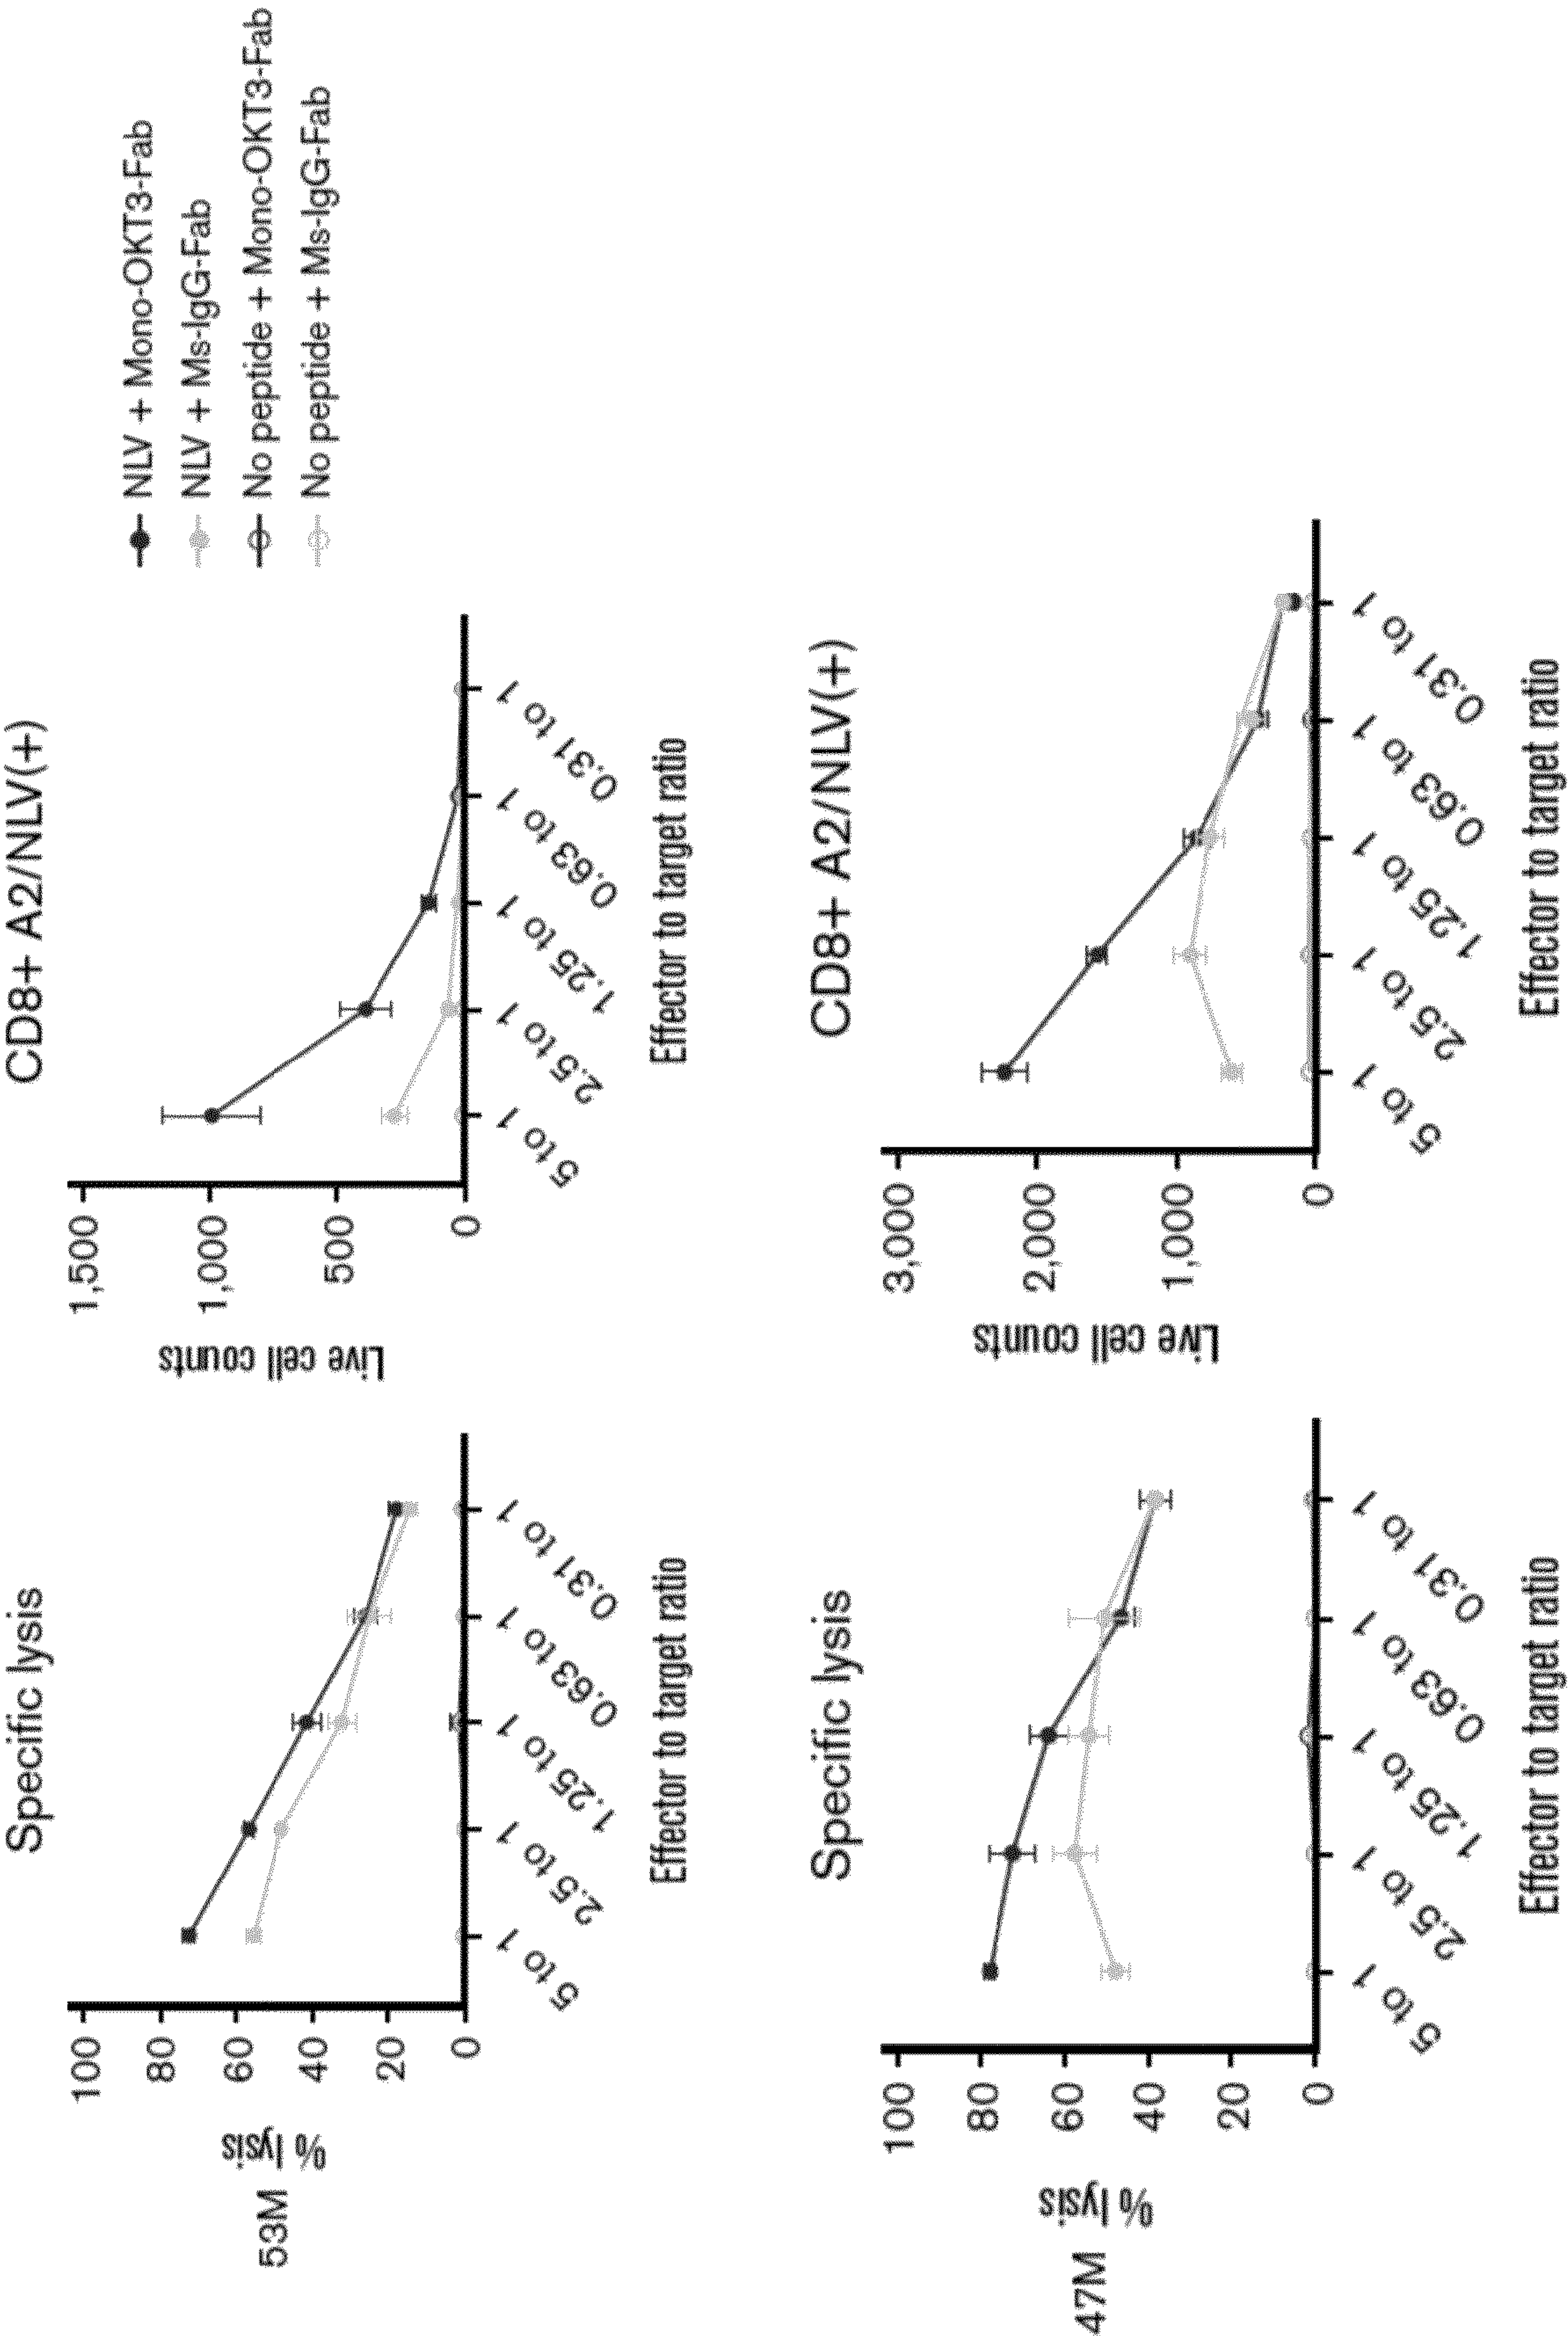 53M
Specific lysis
% lysis
100
80
60
40
20
0
5 to 1
2.5 to 1
1.25 to 1
0.63 to 1
0.31 to 1
Effector to target ratio
CD8+ A2/NLV(+)
Live cell counts
1,500
1,000
500
0
5 to 1
2.5 to 1
1.25 to 1
0.63 to 1
0.31 to 1
Effector to target ratio
NLV + Mono-OKT3-Fab
NLV + Ms-IgG-Fab
No peptide + Mono-OKT3-Fab
No peptide + Ms-IgG-Fab
47M
Specific lysis
% lysis
100
80
60
40
20
0
5 to 1
2.5 to 1
1.25 to 1
0.63 to 1
0.31 to 1
Effector to target ratio
CD8+ A2/NLV(+)
Live cell counts
3,000
2,000
1,000
0
5 to 1
2.5 to 1
1.25 to 1
0.63 to 1
0.31 to 1
Effector to target ratio